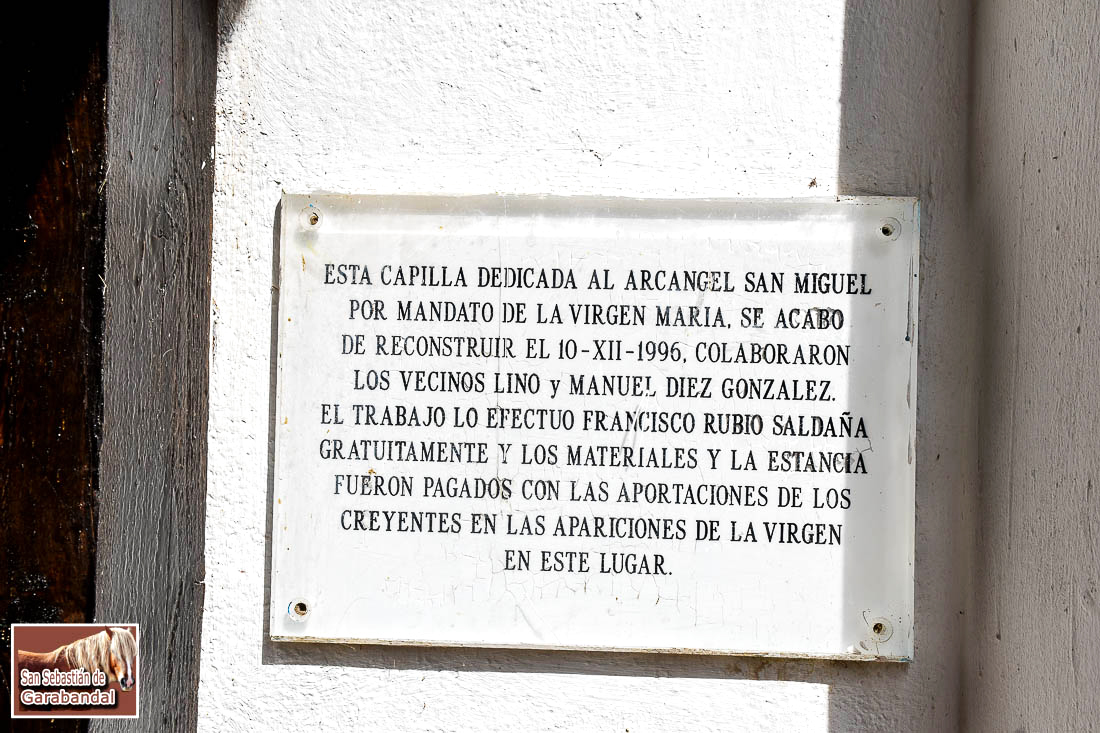 ESTA CAPILLA DEDICADA AL ARCANGEL SAN MIGUEL
POR MANDATO DE LA VIRGEN MARIA, SE ACABO
DE RECONSTRUIR EL 10-XII-1996, COLABORARON
LOS VECINOS LINO y MANUEL DIEZ GONZALEZ.
EL TRABAJO LO EFECTUO FRANCISCO RUBIO SALDAÑA
GRATUITAMENTE Y LOS MATERIALES Y LA ESTANCIA
FUERON PAGADOS CON LAS APORTACIONES DE LOS
CREYENTES EN LAS APARICIONES DE LA VIRGEN
EN ESTE LUGAR.
San Sebastián de
Garabandal